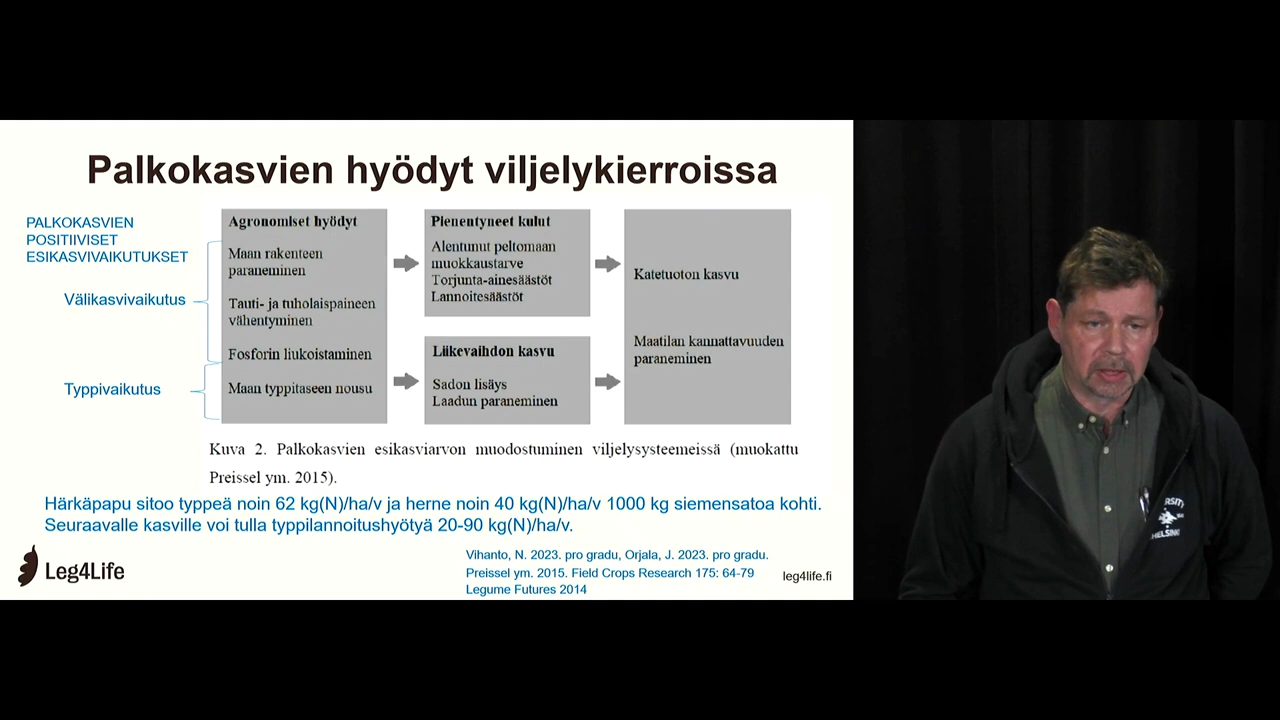 Palkokasvien hyödyt viljelykierroissa
PALKOKASVIEN
POSITIIVISET
ESIKASVIVAIKUTUKSET
Välikasvivaikutus
Typpivaikutus
Agronomiset hyödyt
Maan rakenteen
paraneminen
Tauti- ja tuholaispaineen
vähentyminen
Fosforin liukoistaminen
Maan typpitaseen nousu
Pienentyneet kulut
Alentunut peltomaan
muokkaustarve
Torjunta-ainesäästöt
Lannoitesäästöt
Liikevaihdon kasvu
Sadon lisäys
Laadun paraneminen
Katetuoton kasvu
Maatilan kannattavuuden
paraneminen
Kuva 2. Palkokasvien esikasviarvon muodostuminen viljelysysteemeissä (muokattu
Preissel ym. 2015).
Härkäpapu sitoo typpeä noin 62 kg(N)/ha/v ja herne noin 40 kg(N)/ha/v 1000 kg siemensatoa kohti.
Seuraavalle kasville voi tulla typpilannoitushyötyä 20-90 kg(N)/ha/v.
Leg4Life
Vihanto, N. 2023. pro gradu, Orjala, J. 2023. pro gradu.
Preissel ym. 2015. Field Crops Research 175: 64-79
Legume Futures 2014
leg4life.fi
HELSINKI